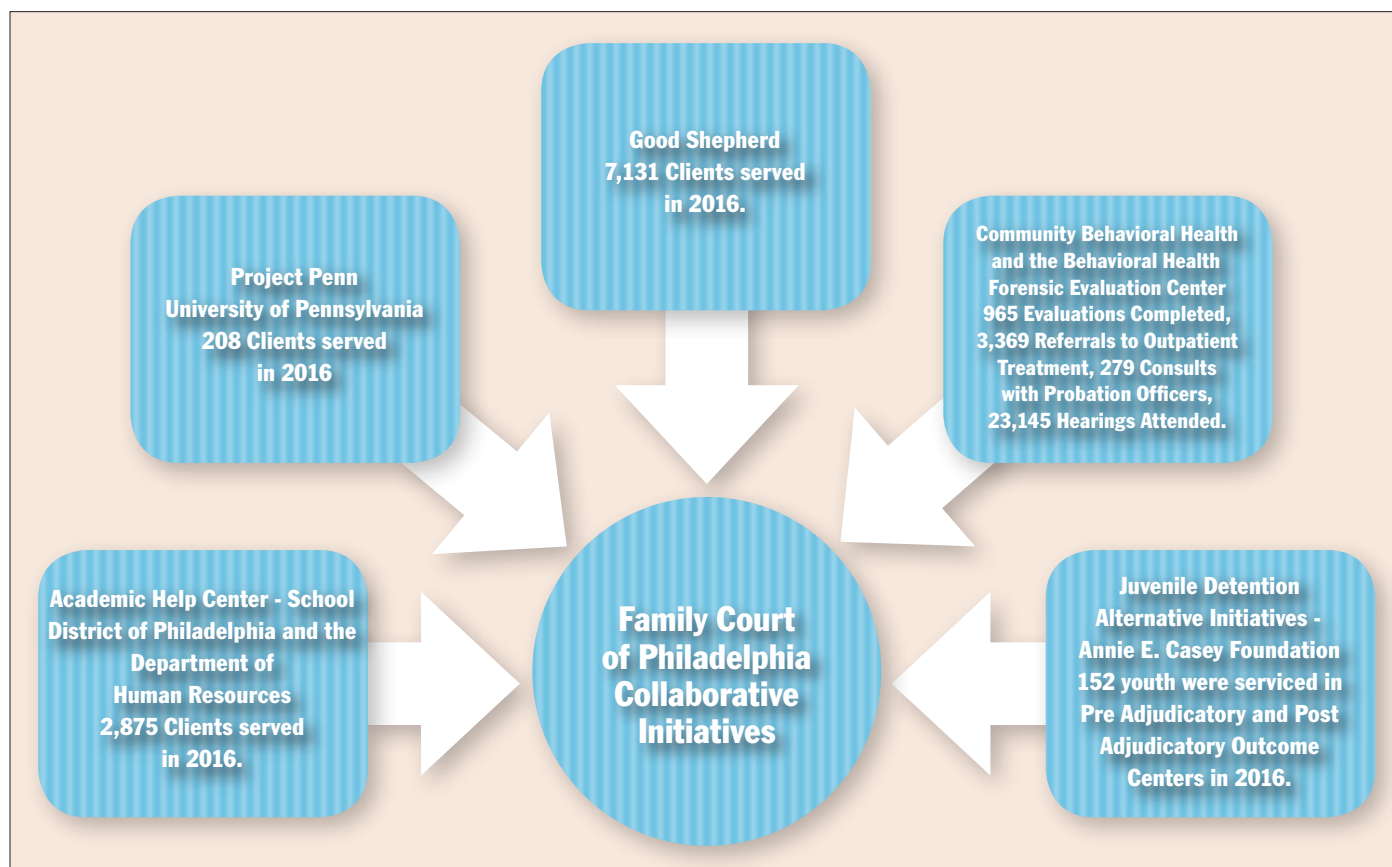 Good Shepherd
7,131 Clients served
in 2016.
Project Penn
University of Pennsylvania
208 Clients served
in 2016
Community Behavioral Health
and the Behavioral Health
Forensic Evaluation Center
965 Evaluations Completed,
3,369 Referrals to Outpatient
Treatment, 279 Consults
with Probation Officers,
23,145 Hearings Attended.
Academic Help Center - School
District of Philadelphia and the
Department of
Human Resources
2,875 Clients served
in 2016.
Family Court
of Philadelphia
Collaborative
Initiatives
Juvenile Detention
Alternative Initiatives -
Annie E. Casey Foundation
152 youth were serviced in
Pre Adjudicatory and Post
Adjudicatory Outcome
Centers in 2016.